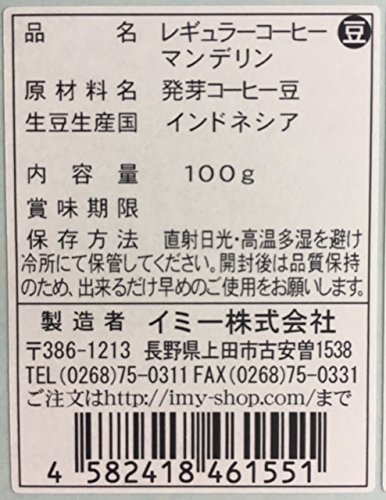 品名 レギュラーコーヒー 豆
マンデリン
原材料名 発芽コーヒー豆
生豆生産国 インドネシア
内容量 100g
賞味期限
保存方法 直射日光・高温多湿を避け
冷所にて保管してください。開封後は品質保持
のため、出来るだけ早めのご使用をお願いします。
製造者 イミー株式会社
〒386-1213 長野県上田市古安曽1538
TEL(0268)75-0311 FAX(0268)75-0331
ご注文はhttp://imy-shop.com/まで
4 582418 461551